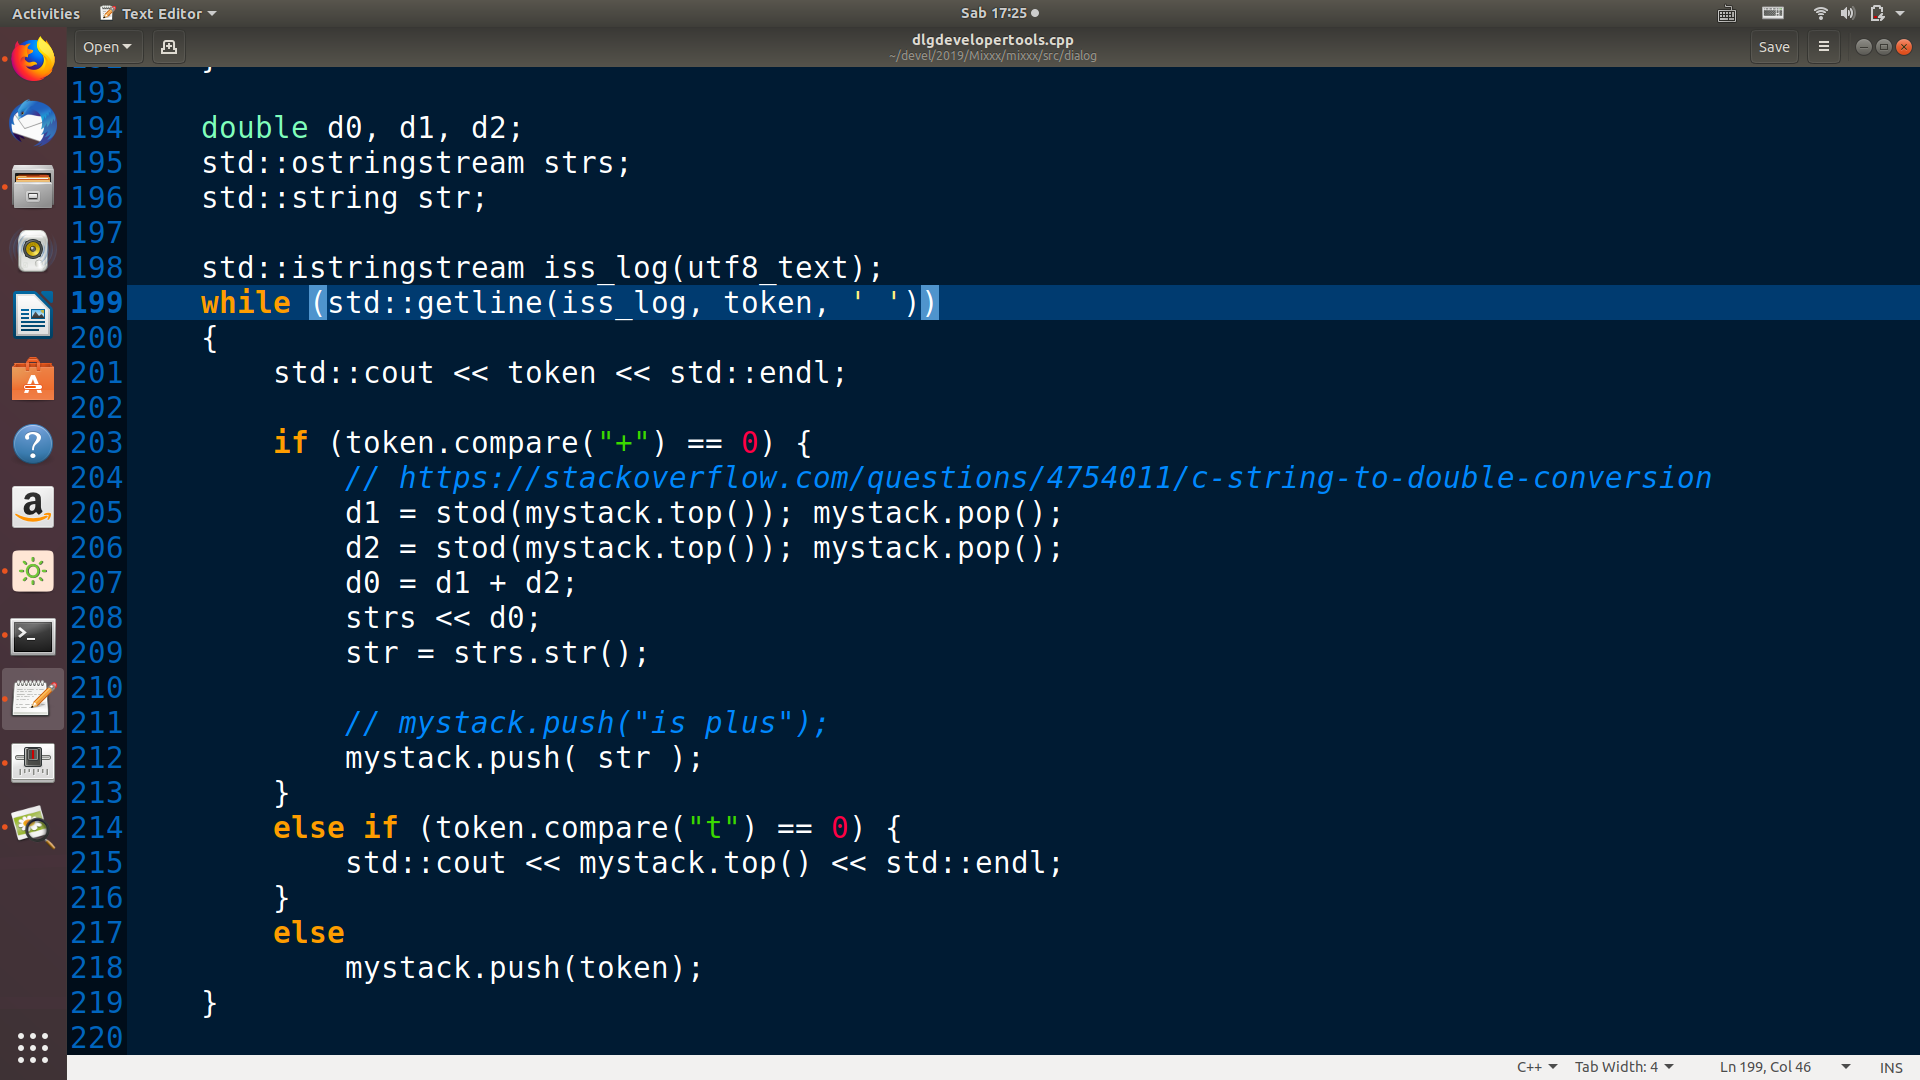 Activities Text Editor Sab 17:25
Open dlgdevelopertools.cpp Save
~/devel/2019/Mixxx/mixxx/src/dialog
193
194     double d0, d1, d2;
195     std::ostringstream strs;
196     std::string str;
197
198     std::istringstream iss_log(utf8_text);
199     while (std::getline(iss_log, token, ' '))
200     {
201         std::cout << token << std::endl;
202
203         if (token.compare("+") == 0) {
204             // https://stackoverflow.com/questions/4754011/c-string-to-double-conversion
205             d1 = stod(mystack.top()); mystack.pop();
206             d2 = stod(mystack.top()); mystack.pop();
207             d0 = d1 + d2;
208             strs << d0;
209             str = strs.str();
210
211             // mystack.push("is plus");
212             mystack.push( str );
213         }
214         else if (token.compare("t") == 0) {
215             std::cout << mystack.top() << std::endl;
216         }
217         else
218             mystack.push(token);
219     }
220
C++ Tab Width: 4 Ln 199, Col 46 INS